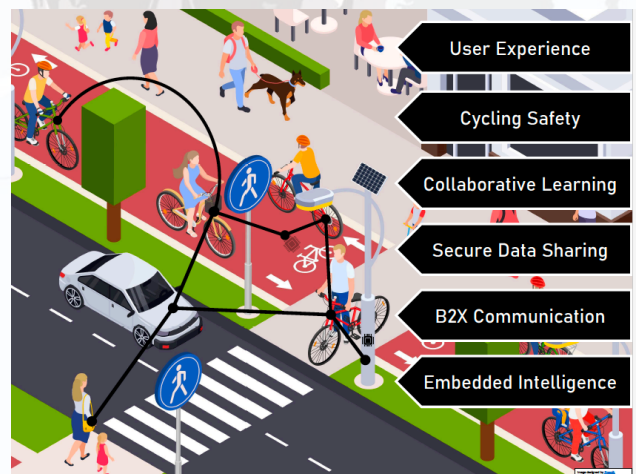 User Experience
Cycling Safety
Collaborative Learning
Secure Data Sharing
B2X Communication
Embedded Intelligence